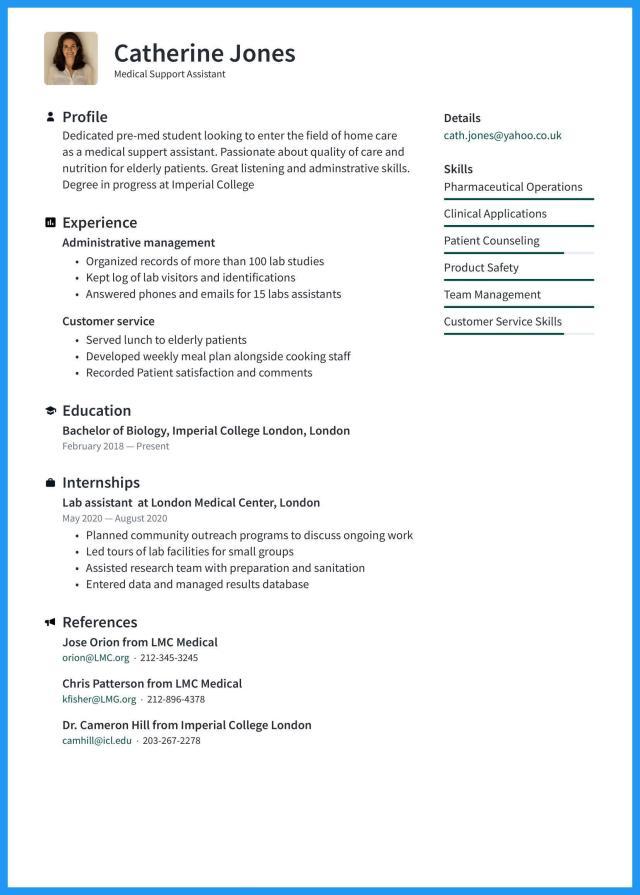 Catherine Jones
Medical Support Assistant
Profile
Dedicated pre-med student looking to enter the field of home care
as a medical suppert assistant. Passionate about quality of care and
nutrition for elderly patients. Great listening and adminstrative skills.
Degree in progress at Imperial College
Experience
Administrative management
• Organized records of more than 100 lab studies
• Kept log of lab visitors and identifications
• Answered phones and emails for 15 labs assistants
Customer service
• Served lunch to elderly patients
• Developed weekly meal plan alongside cooking staff
• Recorded Patient satisfaction and comments
Education
Bachelor of Biology, Imperial College London, London
February 2018 — Present
Internships
Lab assistant at London Medical Center, London
May 2020 — August 2020
• Planned community outreach programs to discuss ongoing work
• Led tours of lab facilities for small groups
• Assisted research team with preparation and sanitation
• Entered data and managed results database
References
Jose Orion from LMC Medical
orion@LMC.org · 212-345-3245
Chris Patterson from LMC Medical
kfisher@LMG.org · 212-896-4378
Dr. Cameron Hill from Imperial College London
camhill@icl.edu · 203-267-2278
Details
cath.jones@yahoo.co.uk
Skills
Pharmaceutical Operations
Clinical Applications
Patient Counseling
Product Safety
Team Management
Customer Service Skills